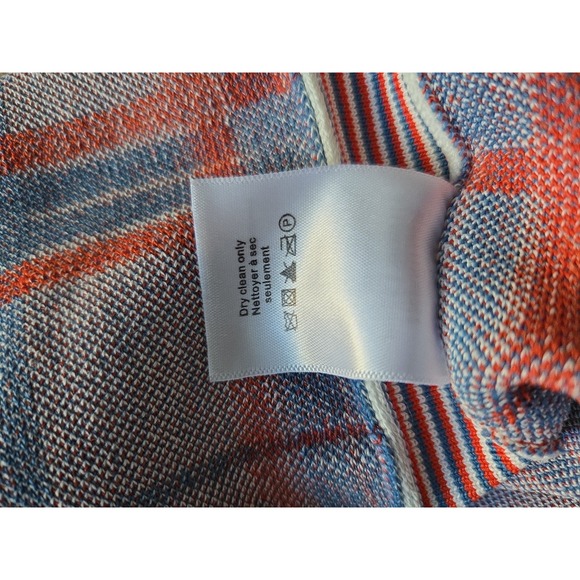 Dry clean only
Nettoyer à sec
seulement
P